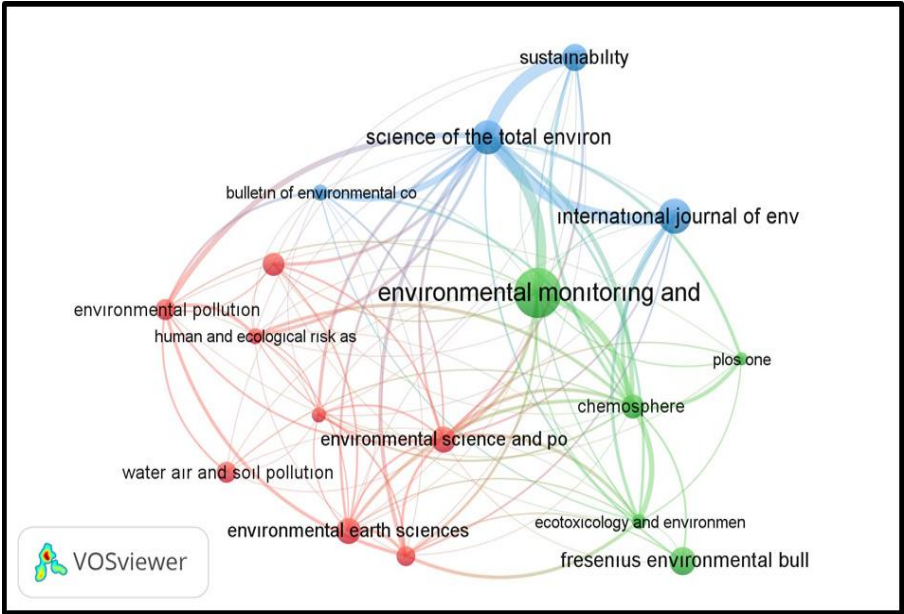 sustainability
science of the total environ
bulletin of environmental co
international journal of env
environmental monitoring and
environmental pollution
human and ecological risk as
plos one
chemosphere
environmental science and po
water air and soil pollution
ecotoxicology and environmen
environmental earth sciences
fresenius environmental bull
VOSviewer